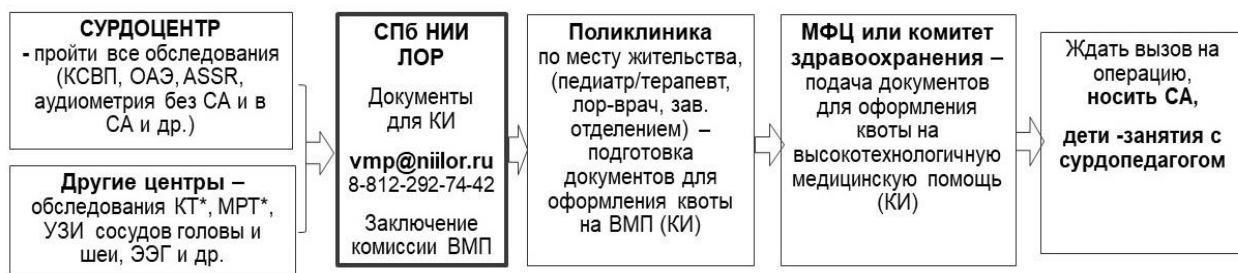 СУРДОЦЕНТР
- пройти все обследования
(КСВП, ОАЭ, ASSR,
аудиометрия без СА и в
СА и др.)
Другие центры –
обследования КТ*, МРТ*,
УЗИ сосудов головы и
шеи, ЭЭГ и др.
СПб НИИ
ЛОР
Документы
для КИ
vmp@niilor.ru
8-812-292-74-42
Заключение
комиссии ВМП
Поликлиника
по месту жительства,
(педиатр/терапевт,
лор-врач, зав.
отделением) –
подготовка
документов для
оформления квоты
на ВМП (КИ)
МФЦ или комитет
здравоохранения –
подача документов
для оформления
квоты на
высокотехнологичную
медицинскую помощь
(КИ)
Ждать вызов на
операцию,
носить СА,
дети -занятия с
сурдопедагогом